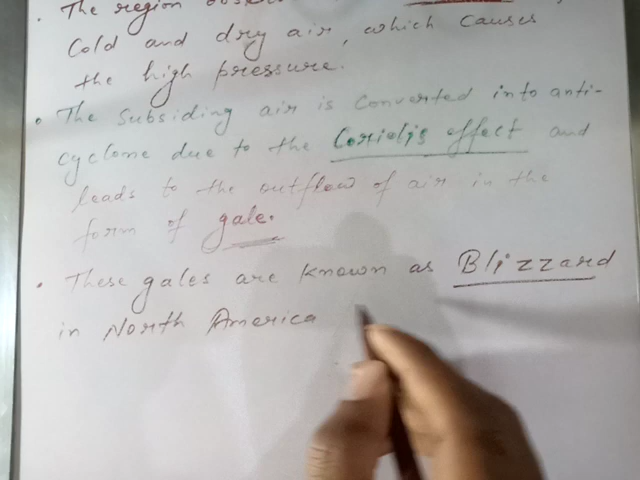 • The region
Cold and dry air, which causes
the high pressure.
• The Subsiding air is Converted into anti-
cyclone due to the Coriolis effect and
leads to the outflow of air in the
form of gale.
• These gales are known as Blizzard
in North America